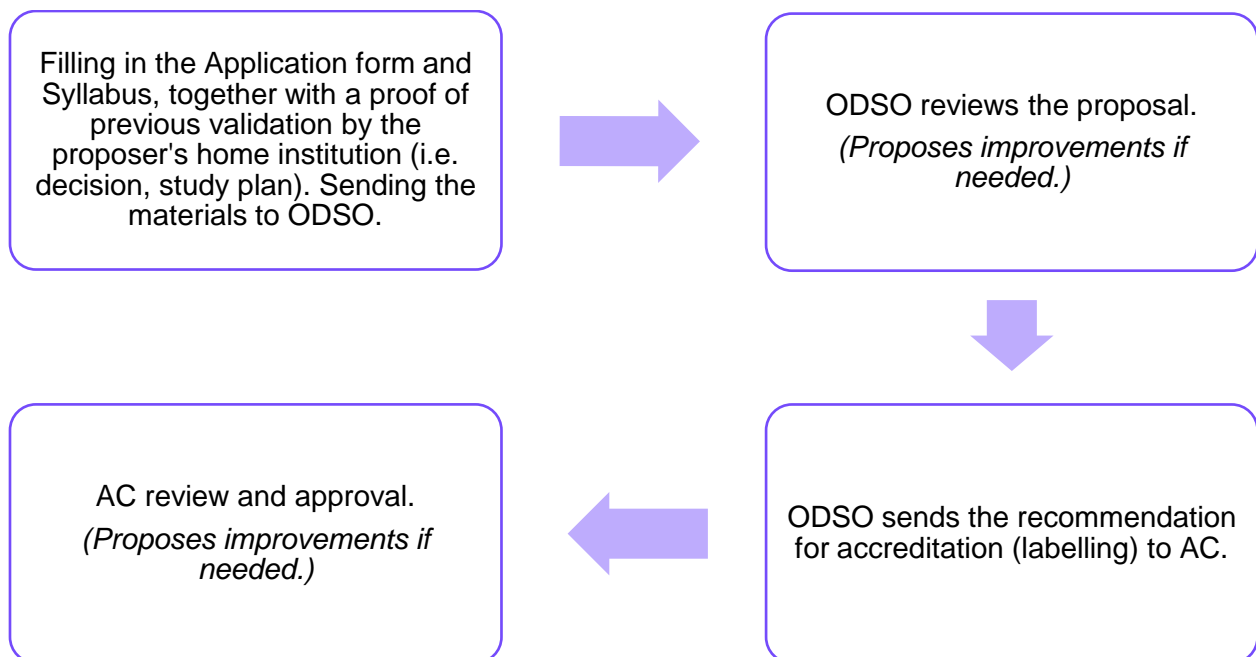 Filling in the Application form and
Syllabus, together with a proof of
previous validation by the
proposer's home institution (i.e.
decision, study plan). Sending the
materials to ODSO.
ODSO reviews the proposal.
(Proposes improvements if
needed.)
ODSO sends the recommendation
for accreditation (labelling) to AC.
AC review and approval.
(Proposes improvements if
needed.)